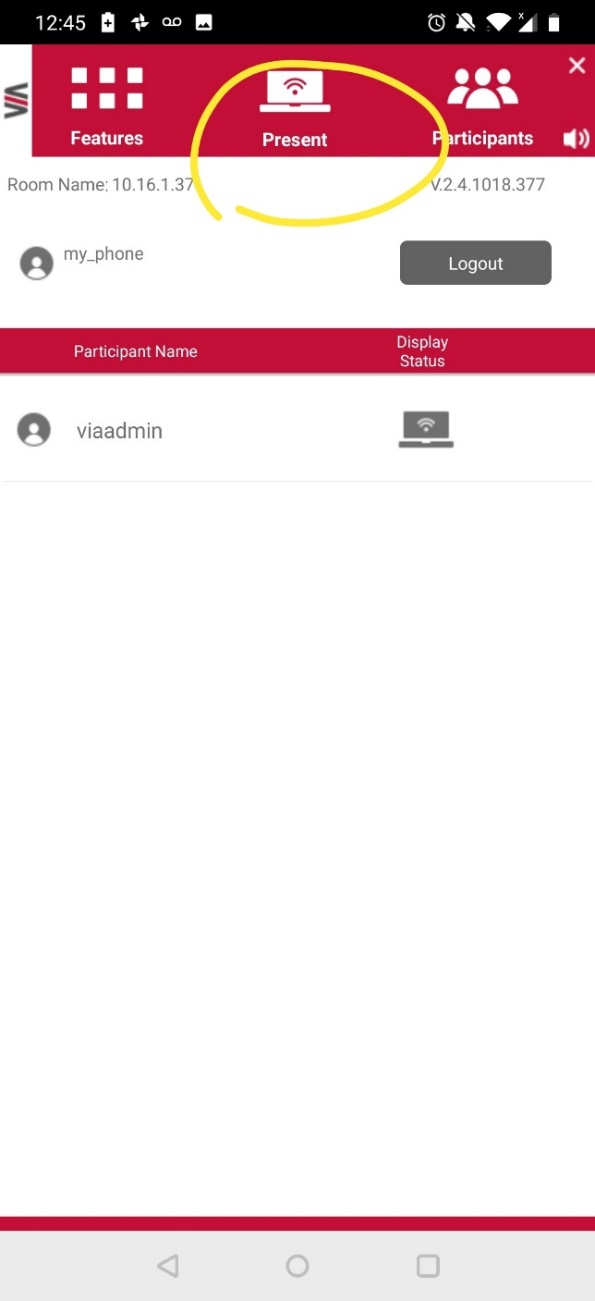 12:45
Features
Present
Participants
Room Name: 10.16.1.37
V.2.4.1018.377
my_phone
Logout
Participant Name
Display
Status
viaadmin